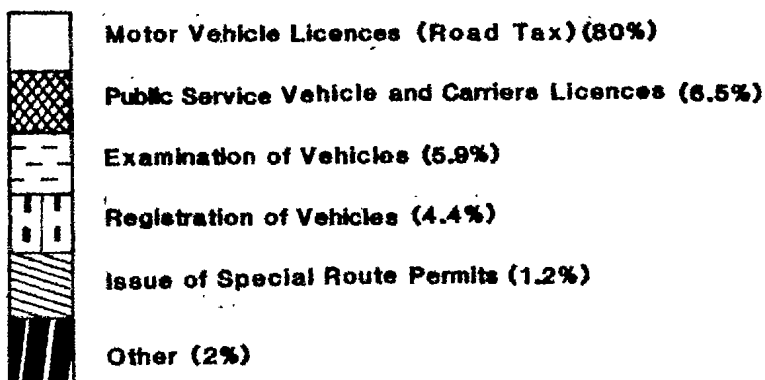 Motor Vehicle Licences (Road Tax) (80%)
Public Service Vehicle and Carriers Licences (6.5%)
Examination of Vehicles (5.9%)
Registration of Vehicles (4.4%)
Issue of Special Route Permits (1.2%)
Other (2%)